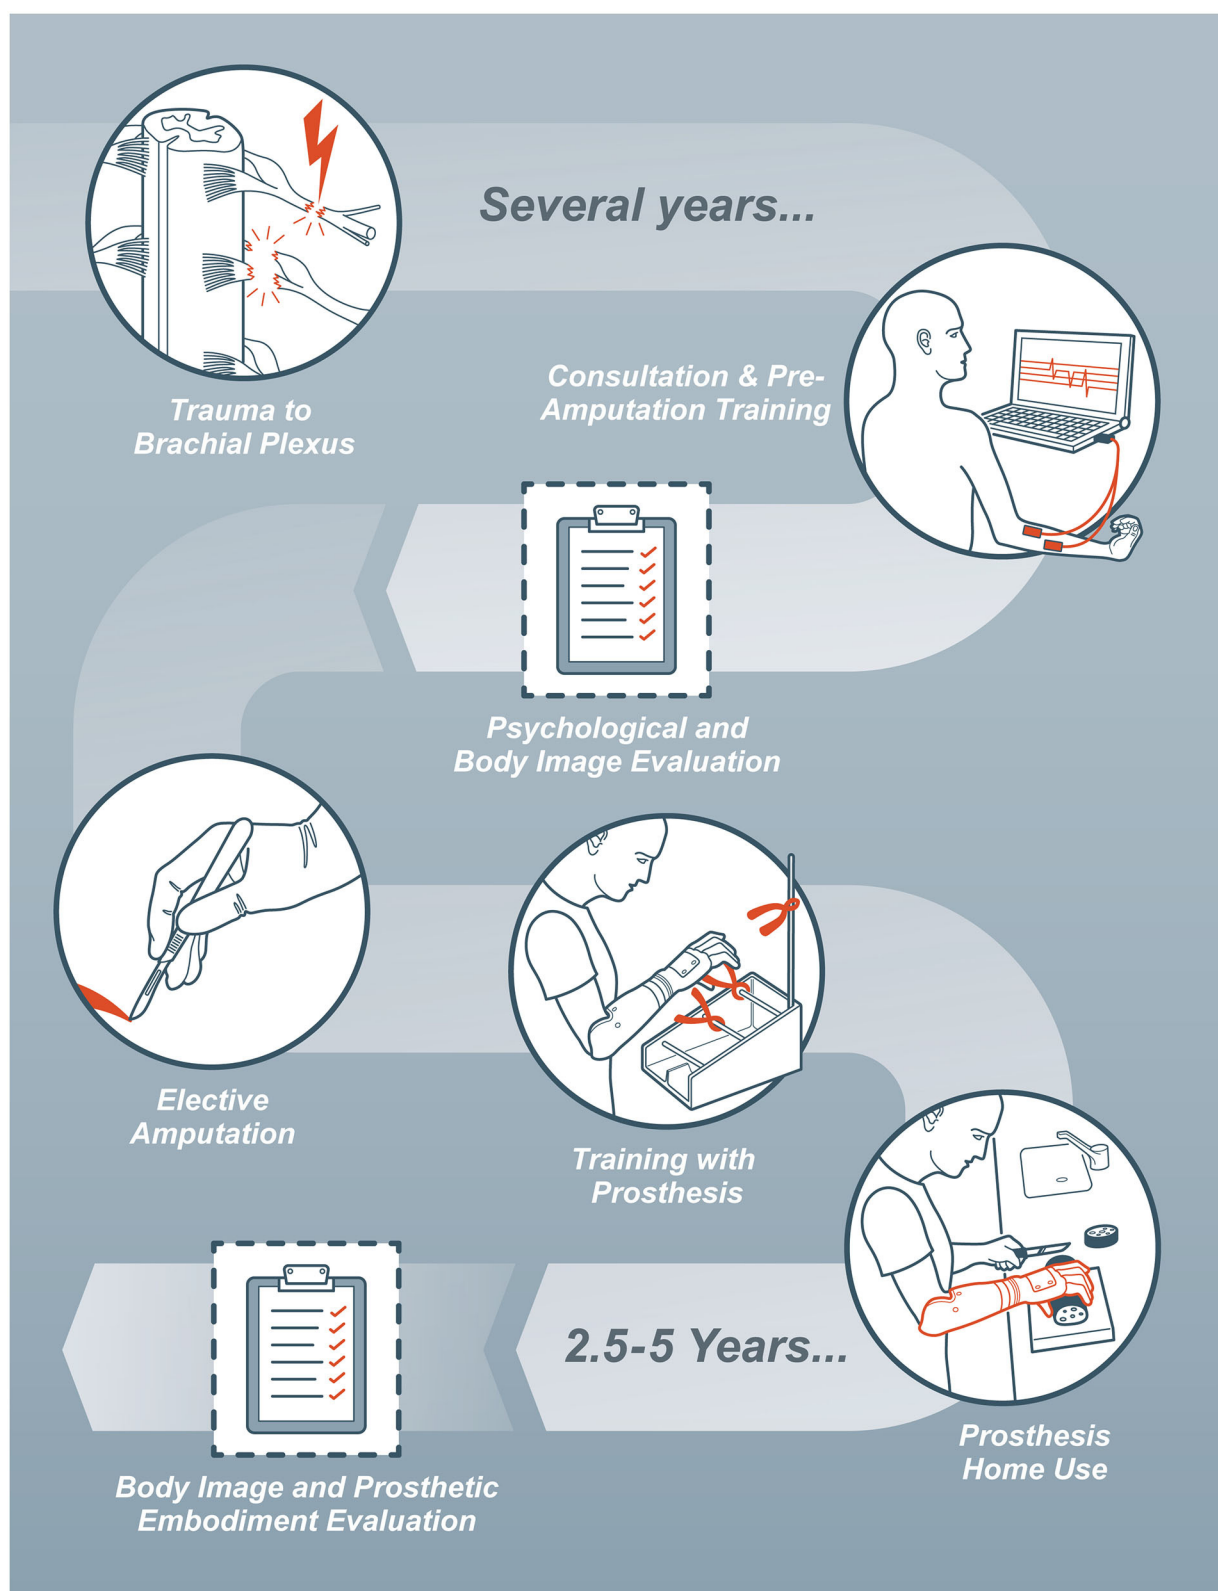 Several years...
Trauma to
Brachial Plexus
Consultation & Pre-
Amputation Training
Psychological and
Body Image Evaluation
Elective
Amputation
Training with
Prosthesis
Prosthesis
Home Use
2.5-5 Years...
Body Image and Prosthetic
Embodiment Evaluation